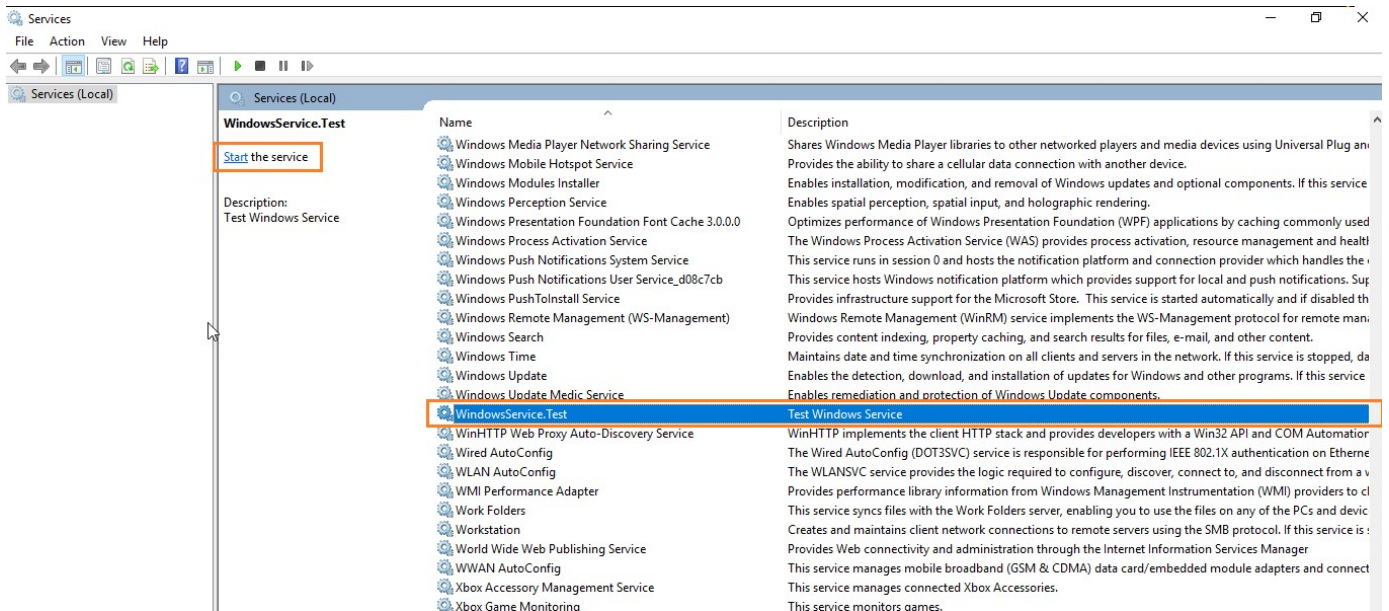 Services
File Action View Help
Services (Local)
Services (Local)
WindowsService.Test
Start the service
Description:
Test Windows Service
Name Description
Windows Media Player Network Sharing Service Shares Windows Media Player libraries to other networked players and media devices using Universal Plug and
Windows Mobile Hotspot Service Provides the ability to share a cellular data connection with another device.
Windows Modules Installer Enables installation, modification, and removal of Windows updates and optional components. If this service
Windows Perception Service Enables spatial perception, spatial input, and holographic rendering.
Windows Presentation Foundation Font Cache 3.0.0.0 Optimizes performance of Windows Presentation Foundation (WPF) applications by caching commonly used
Windows Process Activation Service The Windows Process Activation Service (WAS) provides process activation, resource management and healt
Windows Push Notifications System Service This service runs in session 0 and hosts the notification platform and connection provider which handles the
Windows Push Notifications User Service_d08c7cb This service hosts Windows notification platform which provides support for local and push notifications. Sup
Windows PushToInstall Service Provides infrastructure support for the Microsoft Store. This service is started automatically and if disabled th
Windows Remote Management (WS-Management) Windows Remote Management (WinRM) service implements the WS-Management protocol for remote mana
Windows Search Provides content indexing, property caching, and search results for files, e-mail, and other content.
Windows Time Maintains date and time synchronization on all clients and servers in the network. If this service is stopped, da
Windows Update Enables the detection, download, and installation of updates for Windows and other programs. If this service
Windows Update Medic Service Enables remediation and protection of Windows Update components.
WindowsService.Test Test Windows Service
WinHTTP Web Proxy Auto-Discovery Service WinHTTP implements the client HTTP stack and provides developers with a Win32 API and COM Automation
Wired AutoConfig The Wired AutoConfig (DOT3SVC) service is responsible for performing IEEE 802.1X authentication on Etherne
WLAN AutoConfig The WLANSVC service provides the logic required to configure, discover, connect to, and disconnect from a w
WMI Performance Adapter Provides performance library information from Windows Management Instrumentation (WMI) providers to cl
Work Folders This service syncs files with the Work Folders server, enabling you to use the files on any of the PCs and devic
Workstation Creates and maintains client network connections to remote servers using the SMB protocol. If this service is
World Wide Web Publishing Service Provides Web connectivity and administration through the Internet Information Services Manager
WWAN AutoConfig This service manages mobile broadband (GSM & CDMA) data card/embedded module adapters and connect
Xbox Accessory Management Service This service manages connected Xbox Accessories.
Xbox Game Monitoring This service monitors games.